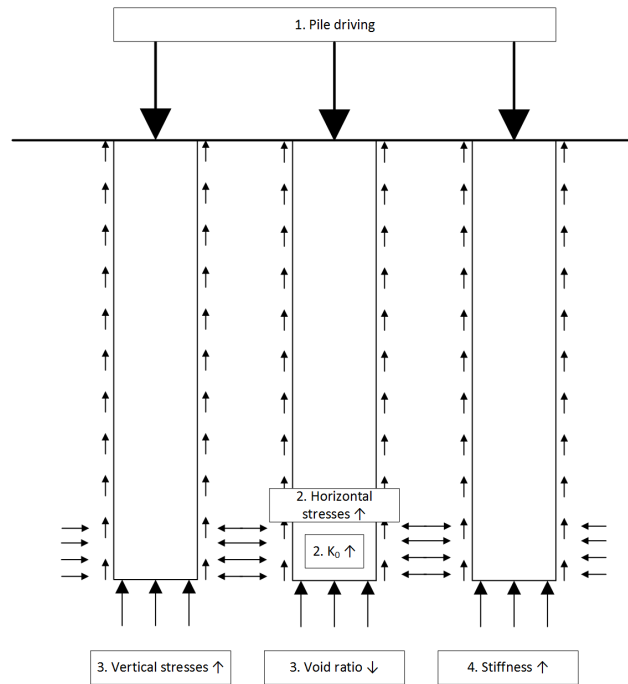 1. Pile driving
2. Horizontal
stresses ↑
2. K₀ ↑
3. Vertical stresses ↑
3. Void ratio ↓
4. Stiffness ↑